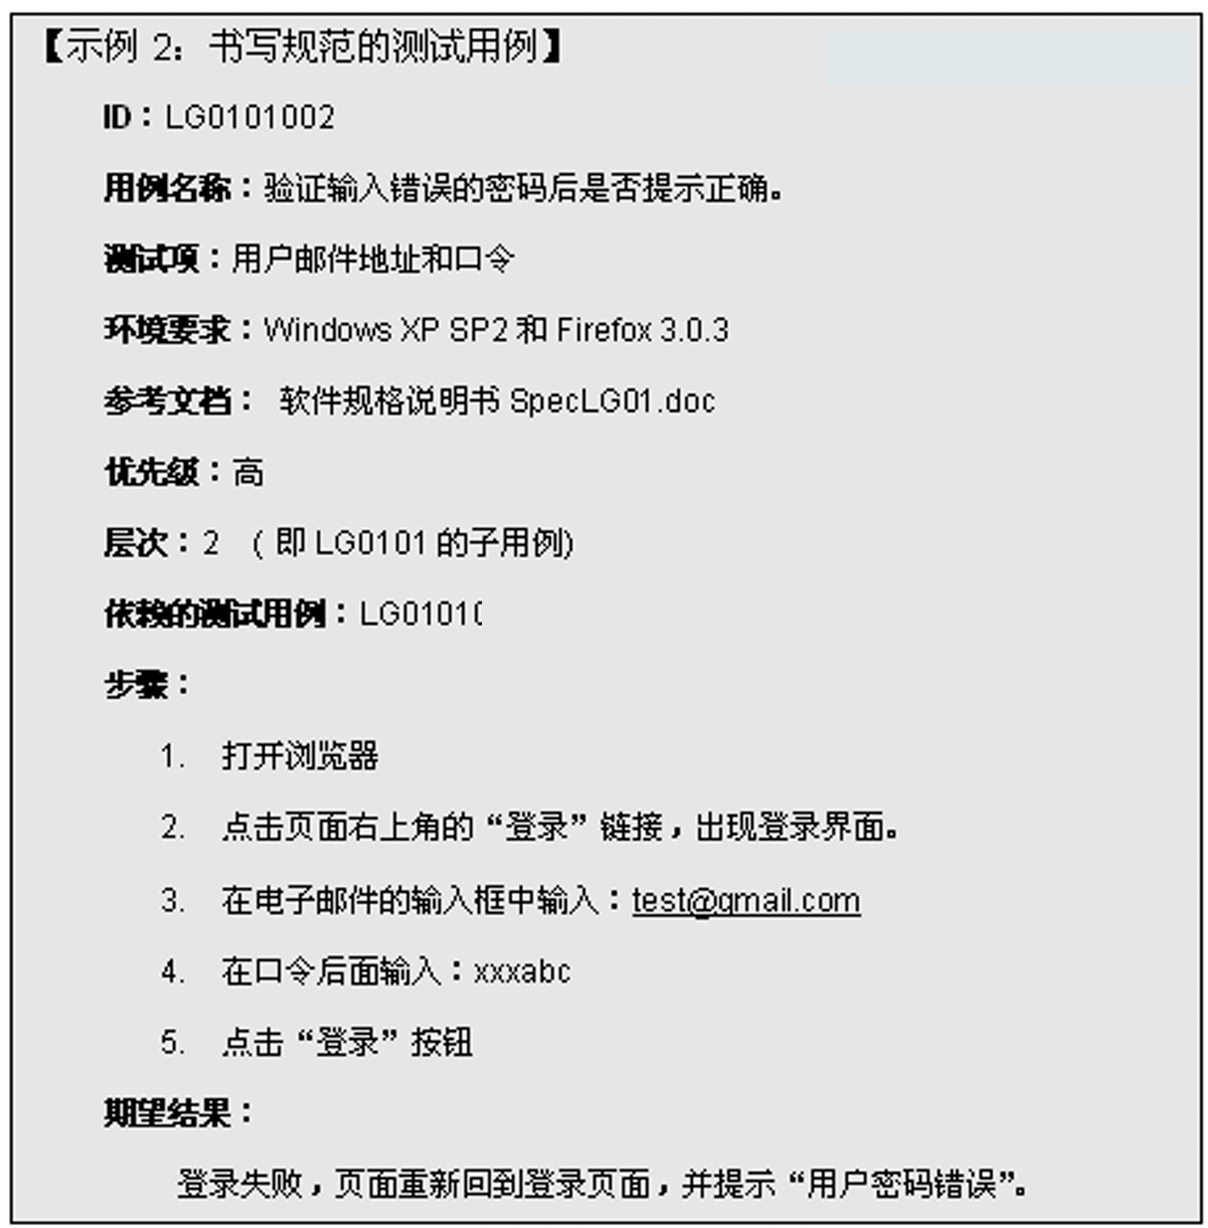 【示例 2：书写规范的测试用例】
ID：LG0101002
用例名称：验证输入错误的密码后是否提示正确。
测试项：用户邮件地址和口令
环境要求：Windows XP SP2 和 Firefox 3.0.3
参考文档： 软件规格说明书 SpecLG01.doc
优先级：高
层次：2 （即 LG0101 的子用例)
依赖的测试用例：LG01010
步骤：
1. 打开浏览器
2. 点击页面右上角的“登录”链接，出现登录界面。
3. 在电子邮件的输入框中输入：test@gmail.com
4. 在口令后面输入：xxxabc
5. 点击“登录”按钮
期望结果：
登录失败，页面重新回到登录页面，并提示“用户密码错误”。